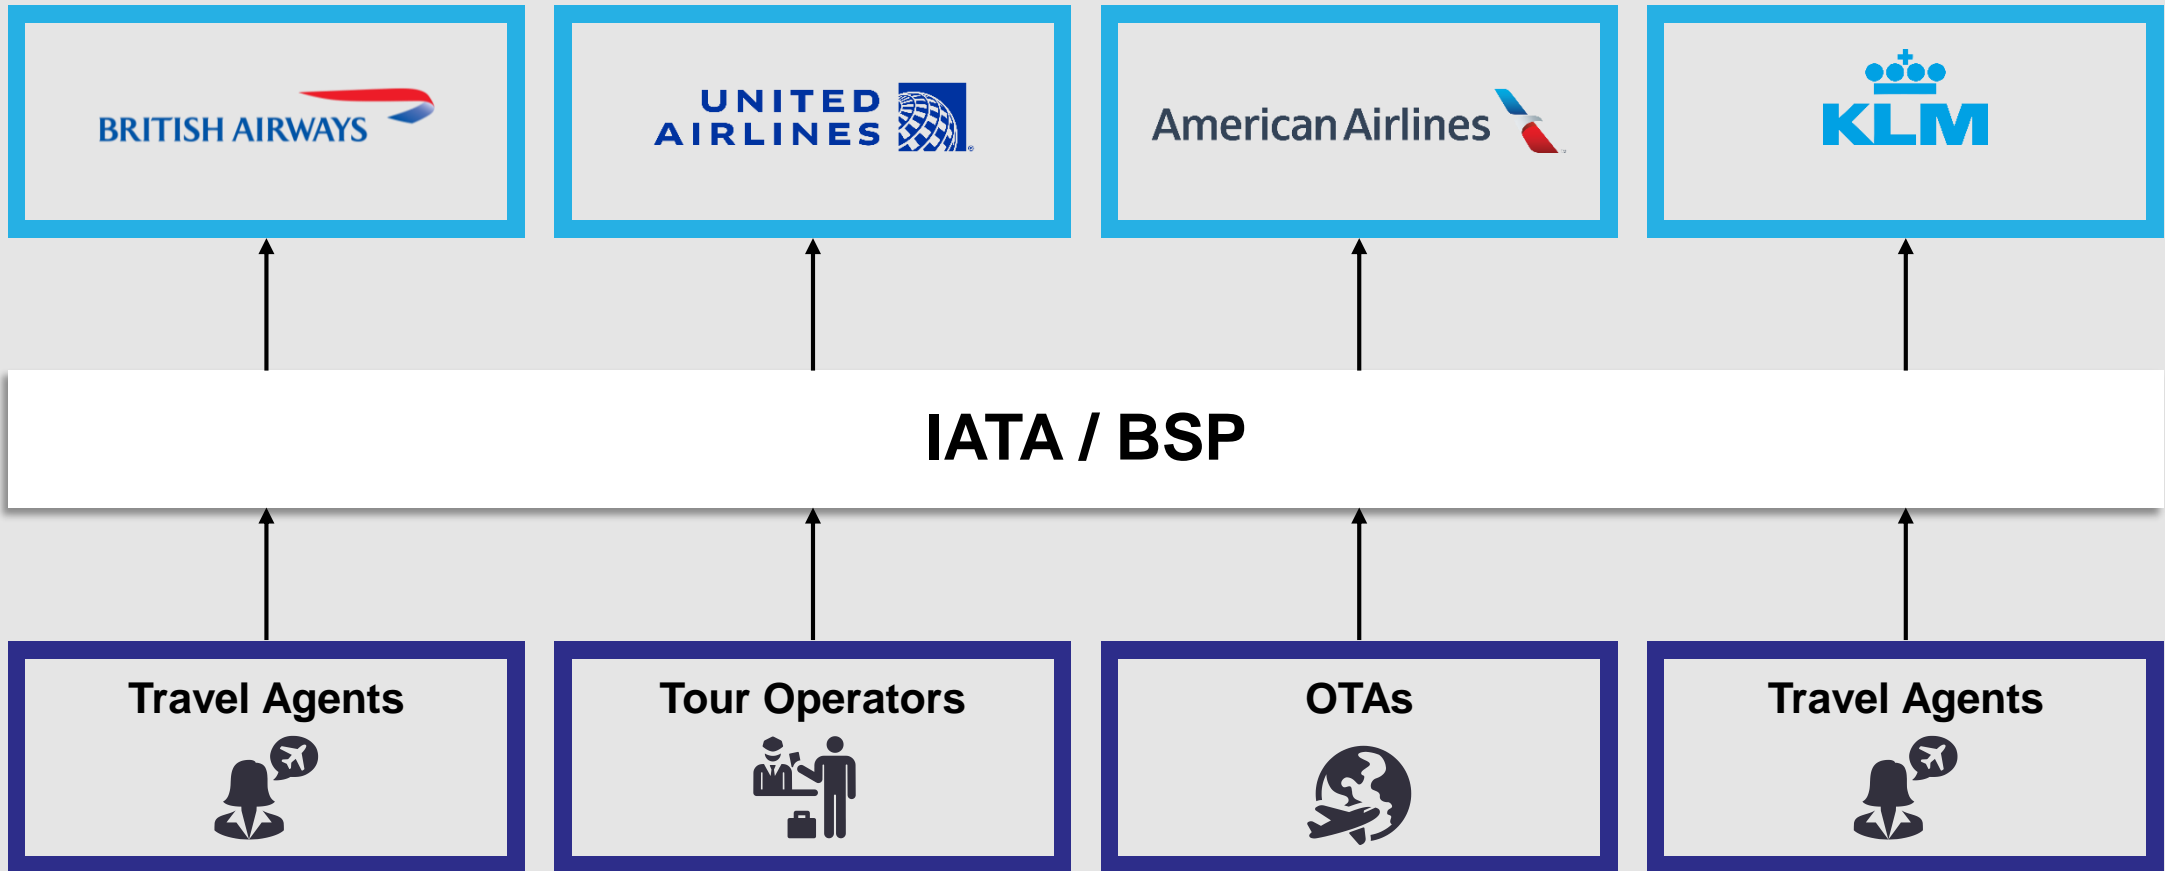 BRITISH AIRWAYS
UNITED
AIRLINES
American Airlines
KLM
IATA / BSP
Travel Agents
Tour Operators
OTAs
Travel Agents